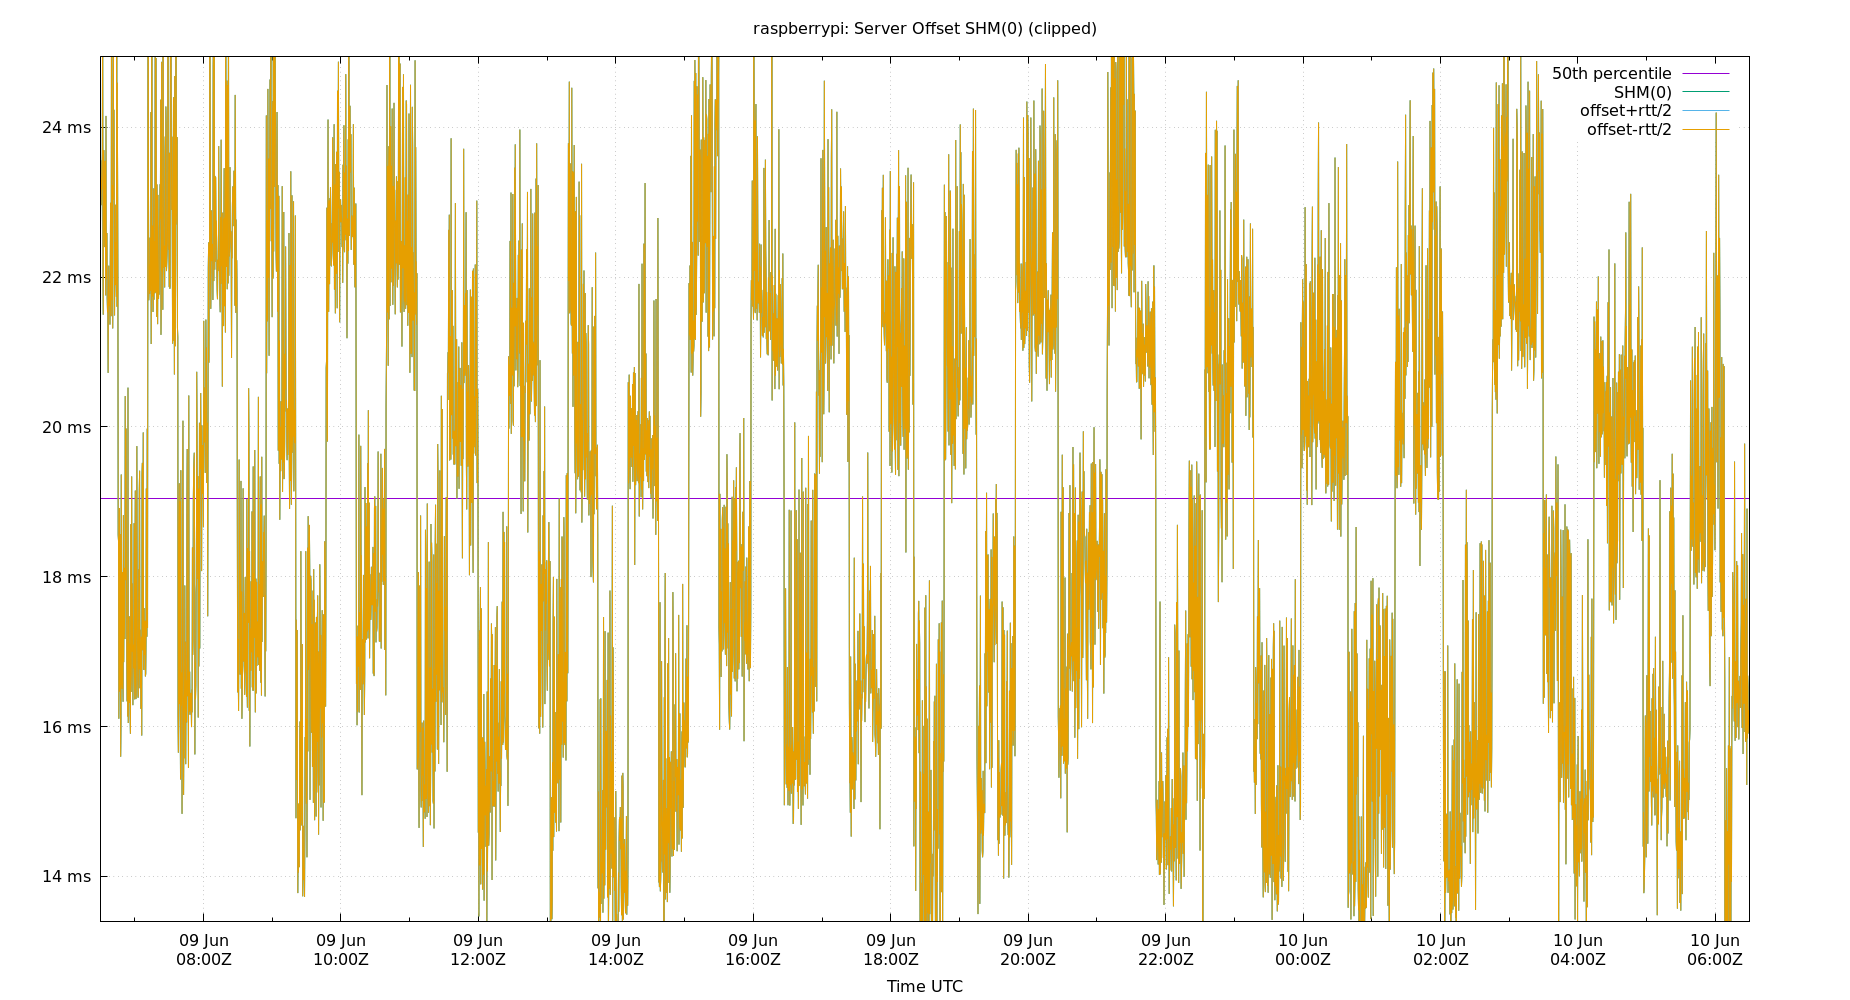 raspberrypi: Server Offset SHM(0) (clipped)
50th percentile
SHM(0)
offset+rtt/2
offset-rtt/2
24 ms
22 ms
20 ms
18 ms
16 ms
14 ms
09 Jun 09 Jun 09 Jun 09 Jun 09 Jun 09 Jun 09 Jun 09 Jun 10 Jun 10 Jun 10 Jun 10 Jun
08:00Z 10:00Z 12:00Z 14:00Z 16:00Z 18:00Z 20:00Z 22:00Z 00:00Z 02:00Z 04:00Z 06:00Z
Time UTC